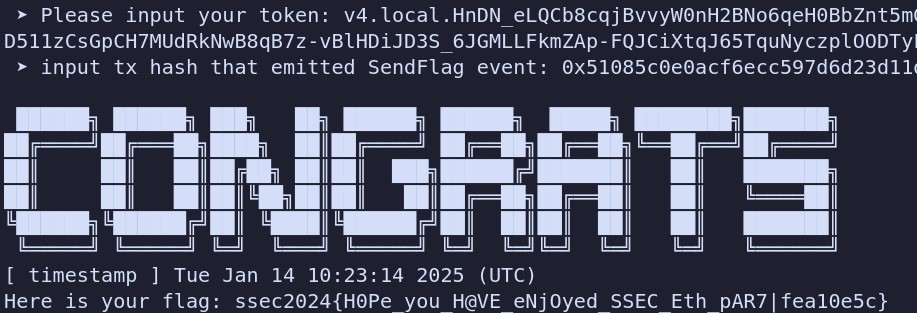 ➤ Please input your token: v4.local.HnDN_eLQCb8cqjBvvyW0nH2BNo6qeH0BbZnt5m
D511zCsGpCH7MUdRkNwB8qB7z-vBlHDiJD3S_6JGMLLFkmZAp-FQJCiXtqJ65TquNyczplOODTy
➤ input tx hash that emitted SendFlag event: 0x51085c0e0acf6ecc597d6d23d11
CONGRATS
[ timestamp ] Tue Jan 14 10:23:14 2025 (UTC)
Here is your flag: ssec2024{H0Pe_you_H@VE_eNjOyed_SSEC_Eth_pAR7|fea10e5c}